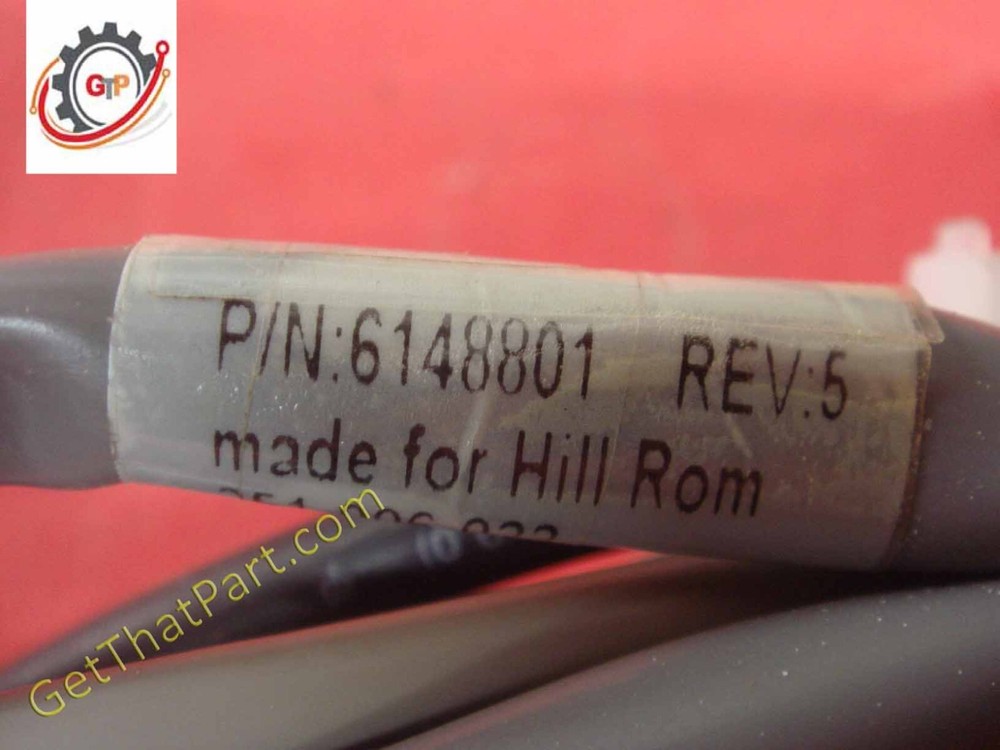 GTP
P/N:6148801 REV:5
made for Hill Rom
GetThatPart.com